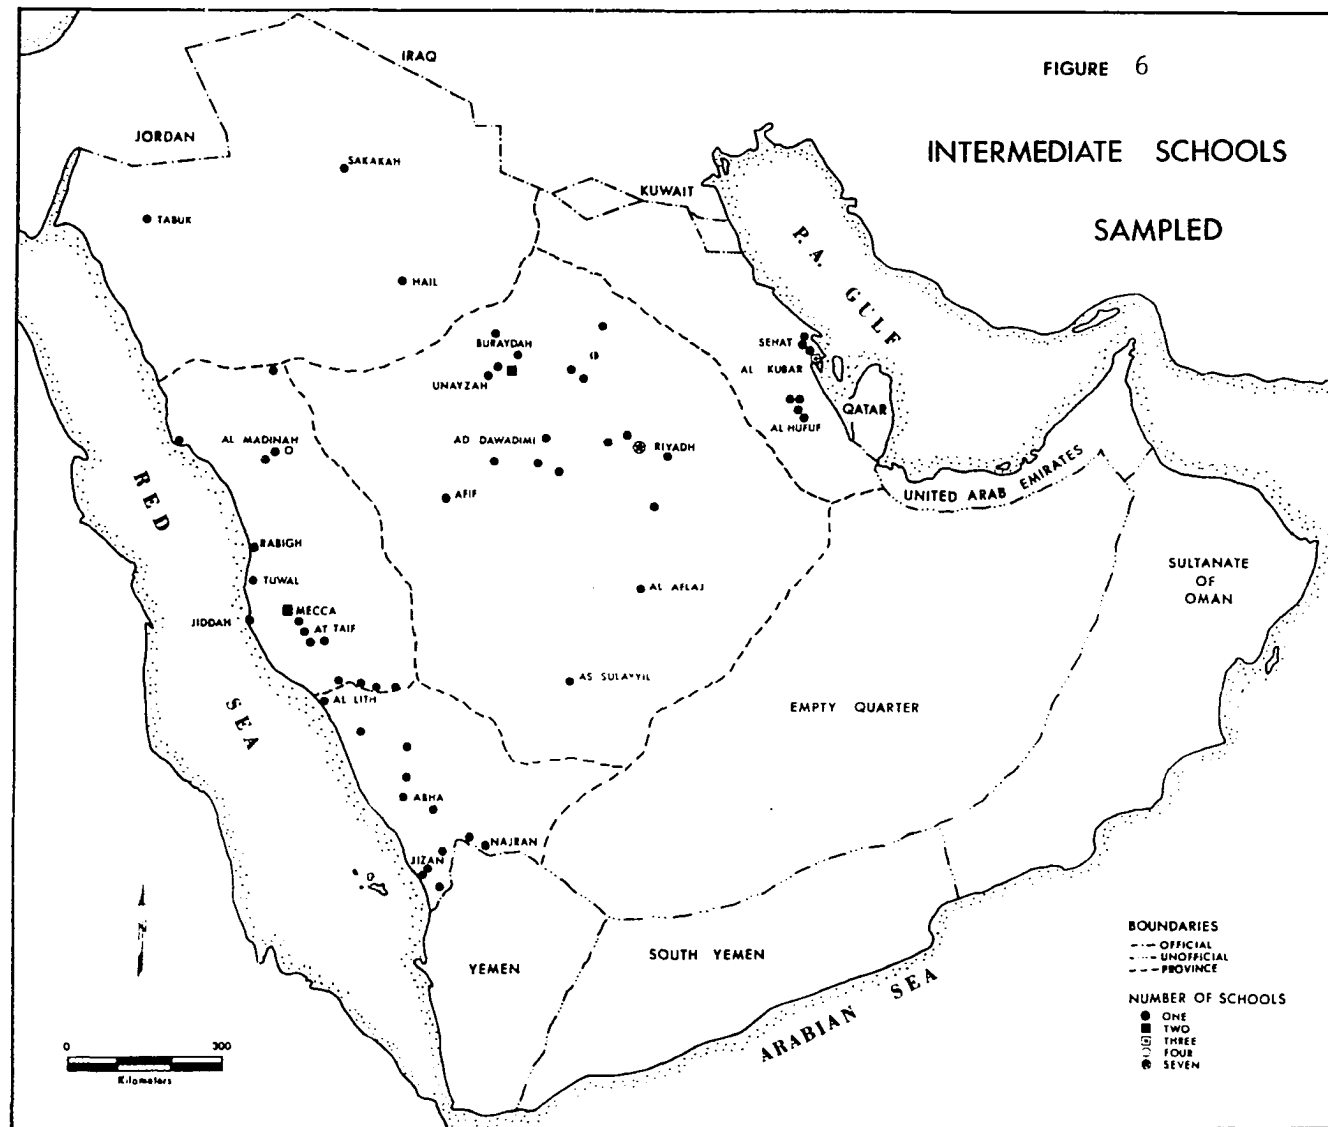 FIGURE 6
INTERMEDIATE SCHOOLS
SAMPLED
IRAQ
JORDAN
SAKAKAH
KUWAIT
TABUK
HAIL
P. A. GULF
BURAYDAH
UNAYZAH
SEHAT
AL KUBAR
QATAR
AL HUFUF
AL MADINAH
AD DAWADIMI
RIYADH
AFIF
UNITED ARAB EMIRATES
RED SEA
RABIGH
TUWAL
MECCA
JIDDAH
AT TAIF
AL AFLAJ
SULTANATE
OF
OMAN
AS SULAYYIL
AL LITH
EMPTY QUARTER
ABHA
NAJRAN
JIZAN
N
YEMEN
SOUTH YEMEN
ARABIAN SEA
BOUNDARIES
OFFICIAL
UNOFFICIAL
PROVINCE
NUMBER OF SCHOOLS
ONE
TWO
THREE
FOUR
SEVEN
0 300
Kilometers